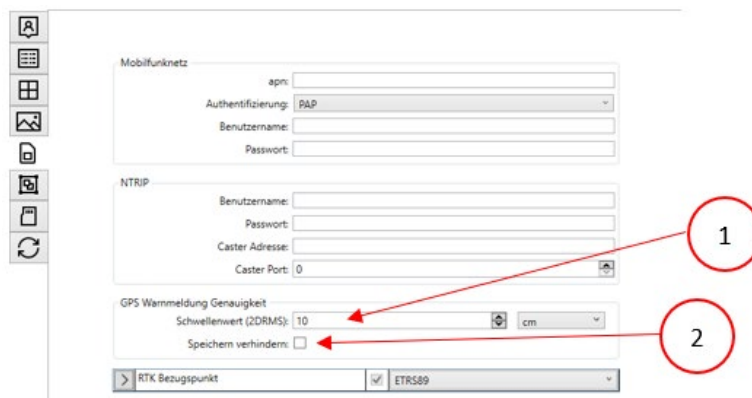 Mobilfunknetz
apn:
Authentifizierung: PAP
Benutzername:
Passwort:
NTRIP
Benutzername:
Passwort:
Caster Adresse:
Caster Port: 0
1
GPS Warnmeldung Genauigkeit
Schwellenwert (2DRMS): 10 cm
Speichern verhindern:
2
RTK Bezugspunkt ETRS89